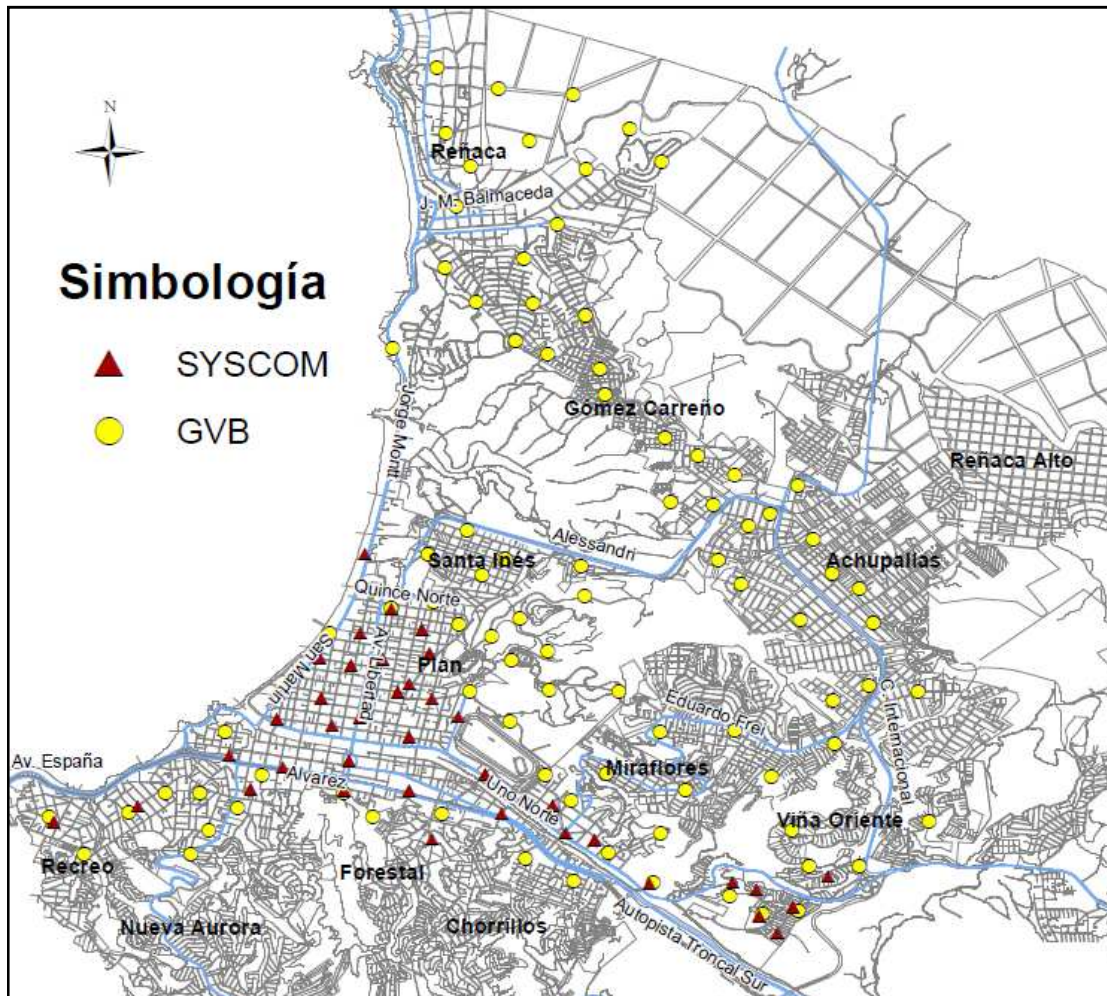 N
Reñaca
J. M. Balmaceda
Simbología
SYSCOM
GVB
Jorge Montt
Gómez Carreño
Reñaca Alto
Alessandri
Santa Inés
Achupallas
Quince Norte
Plán
Av. Libertad
San Martín
Eduardo Frei
C. Internacional
Av. España
Alvarez
Uno Norte
Miraflores
Viña Oriente
Recreo
Forestal
Nueva Aurora
Chorrillos
Autopista Troncal Sur